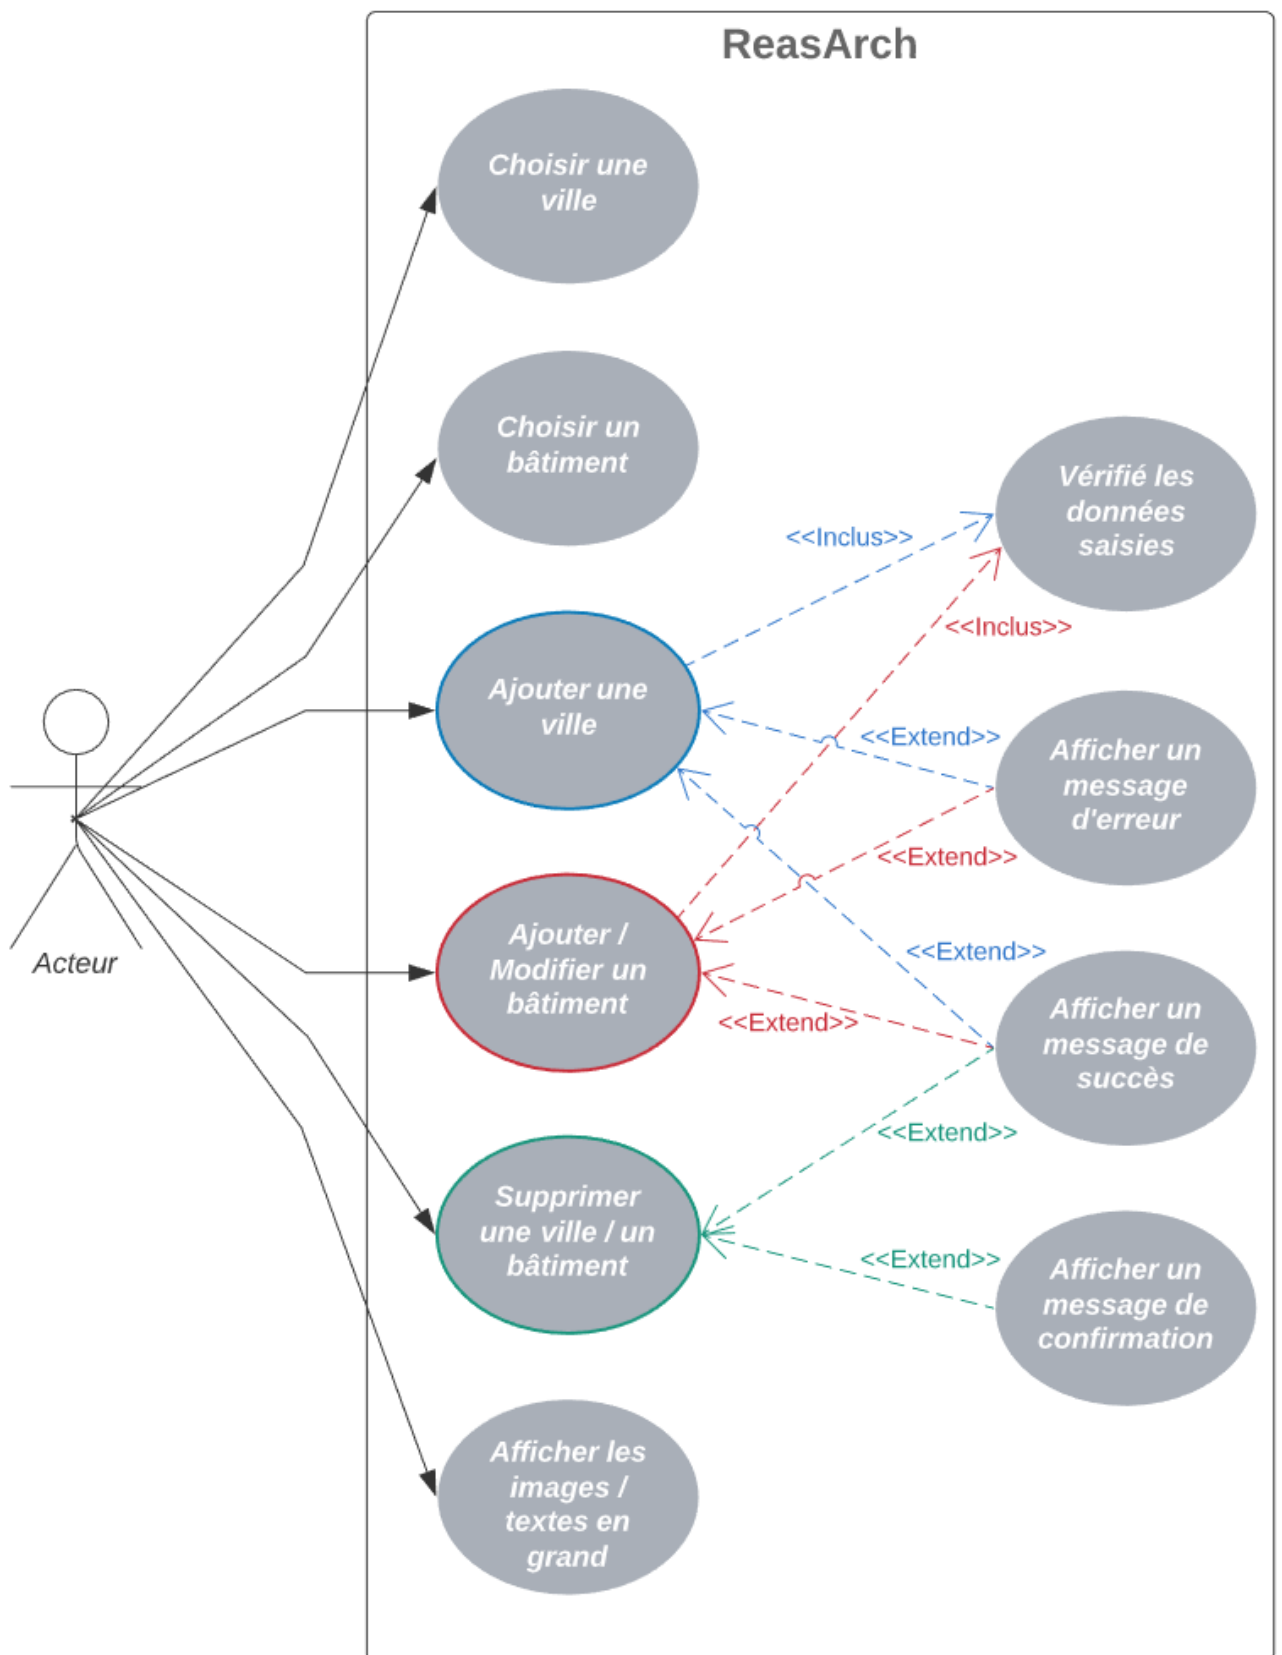 ReasArch
Choisir une
ville
Choisir un
bâtiment
Vérifié les
données
saisies
<<Inclus>>
<<Inclus>>
Ajouter une
ville
<<Extend>>
Afficher un
message
d'erreur
<<Extend>>
Ajouter /
Modifier un
bâtiment
<<Extend>>
<<Extend>>
Acteur
Afficher un
message de
succès
<<Extend>>
Supprimer
une ville / un
bâtiment
<<Extend>>
Afficher un
message de
confirmation
Afficher les
images /
textes en
grand